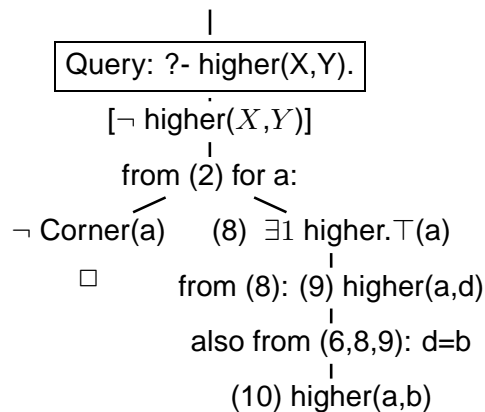 Query: ?- higher(X,Y).
[¬ higher(X,Y)]
from (2) for a:
¬ Corner(a) (8) ∃1 higher.⊤(a)
□ from (8): (9) higher(a,d)
also from (6,8,9): d=b
(10) higher(a,b)